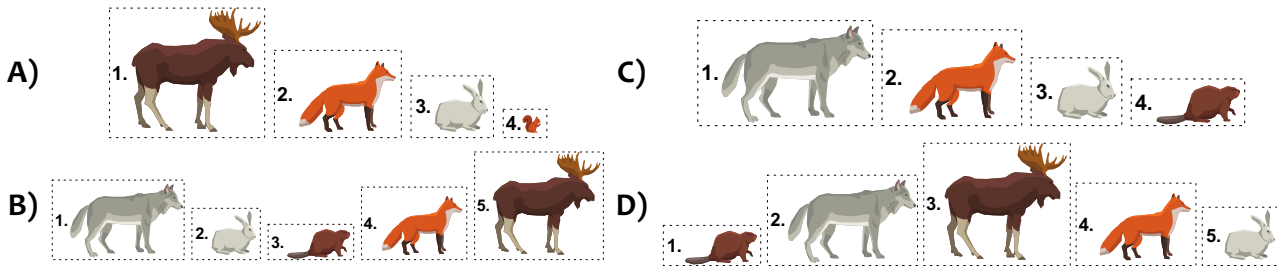 A) 1. 2. 3. 4.
B) 1. 2. 3. 4. 5.
C) 1. 2. 3. 4.
D) 1. 2. 3. 4. 5.